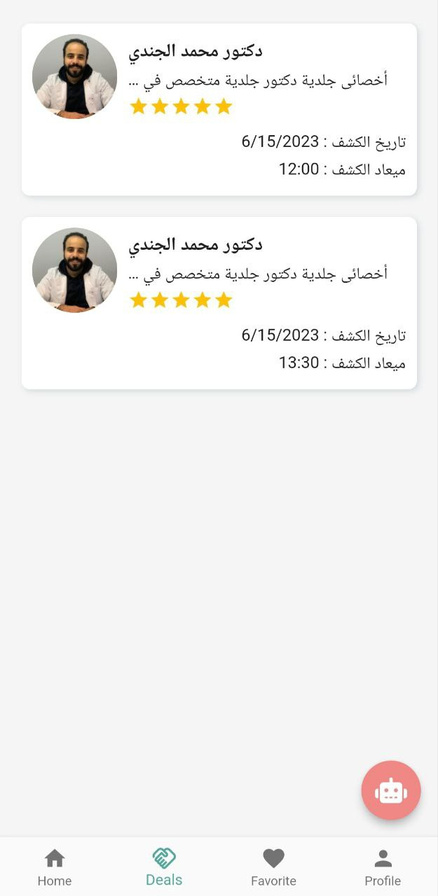 دكتور محمد الجندي
أخصائى جلدية دكتور جلدية متخصص في ...
تاريخ الكشف : 6/15/2023
ميعاد الكشف : 12:00
دكتور محمد الجندي
أخصائى جلدية دكتور جلدية متخصص في ...
تاريخ الكشف : 6/15/2023
ميعاد الكشف : 13:30
Home
Deals
Favorite
Profile